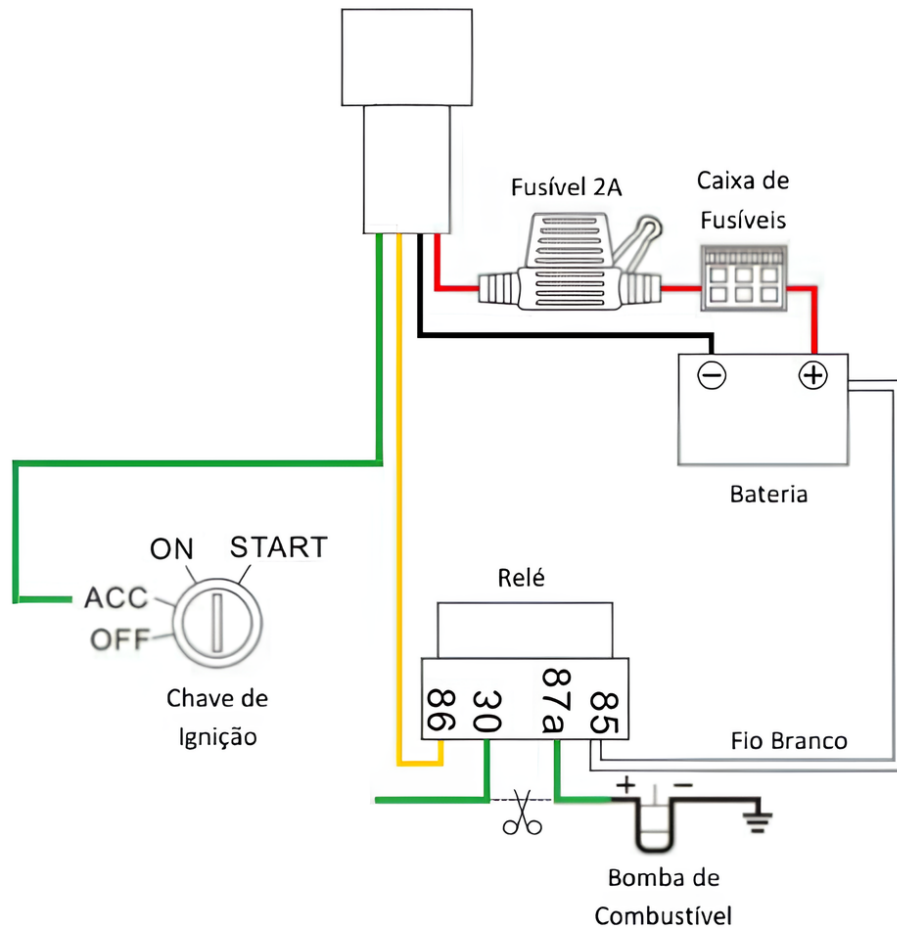 Fusível 2A
Caixa de
Fusíveis
Bateria
ON
START
ACC
OFF
Chave de
Ignição
Relé
86
30
87a
85
Fio Branco
+
−
Bomba de
Combustível